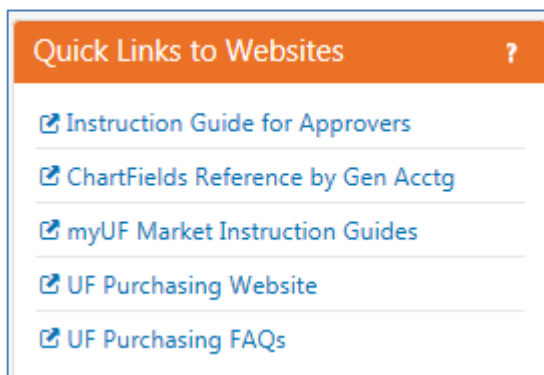 Quick Links to Websites ?
Instruction Guide for Approvers
ChartFields Reference by Gen Acctg
myUF Market Instruction Guides
UF Purchasing Website
UF Purchasing FAQs